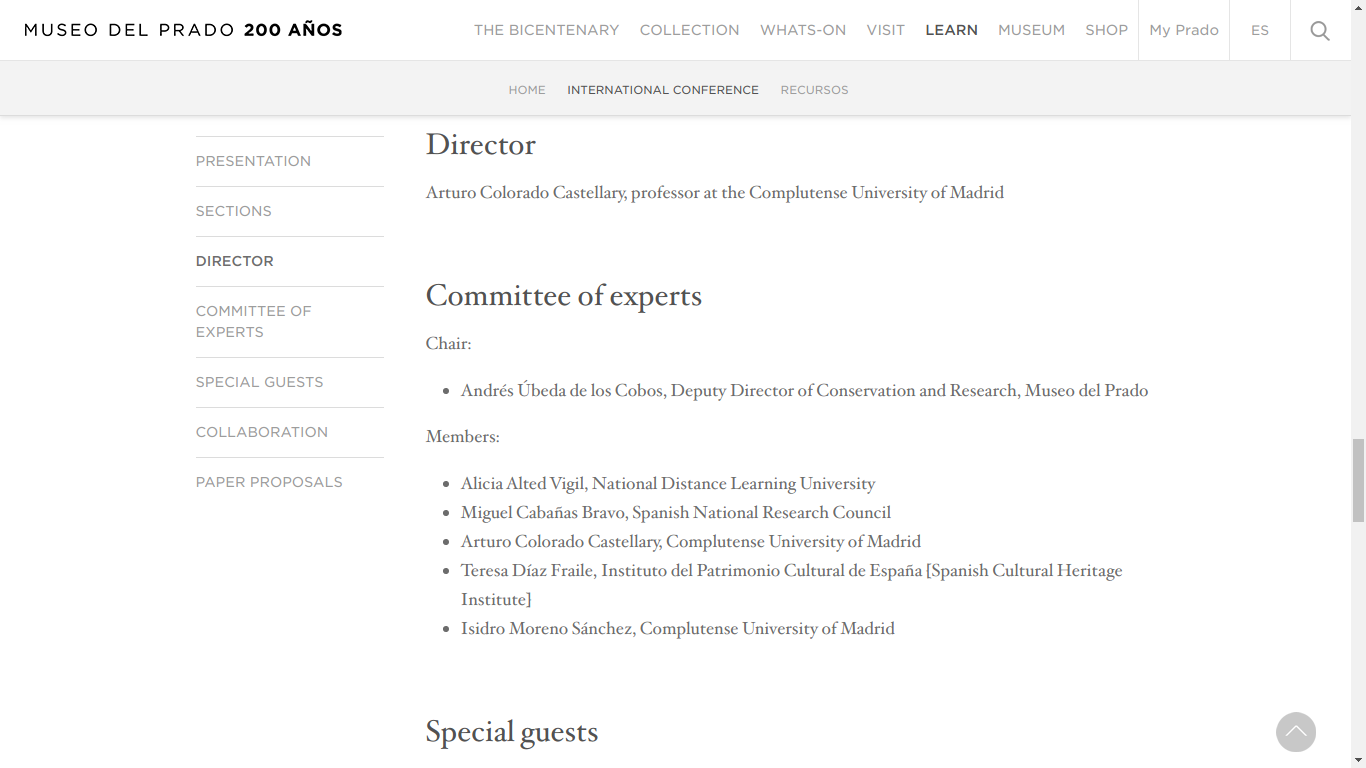 MUSEO DEL PRADO 200 AÑOS
THE BICENTENARY
COLLECTION
WHATS-ON
VISIT
LEARN
MUSEUM
SHOP
My Prado
ES
HOME
INTERNATIONAL CONFERENCE
RECURSOS
PRESENTATION
SECTIONS
DIRECTOR
COMMITTEE OF
EXPERTS
SPECIAL GUESTS
COLLABORATION
PAPER PROPOSALS
Director
Arturo Colorado Castellary, professor at the Complutense University of Madrid
Committee of experts
Chair:
Andrés Úbeda de los Cobos, Deputy Director of Conservation and Research, Museo del Prado
Members:
Alicia Alted Vigil, National Distance Learning University
Miguel Cabañas Bravo, Spanish National Research Council
Arturo Colorado Castellary, Complutense University of Madrid
Teresa Díaz Fraile, Instituto del Patrimonio Cultural de España [Spanish Cultural Heritage
Institute]
Isidro Moreno Sánchez, Complutense University of Madrid
Special guests